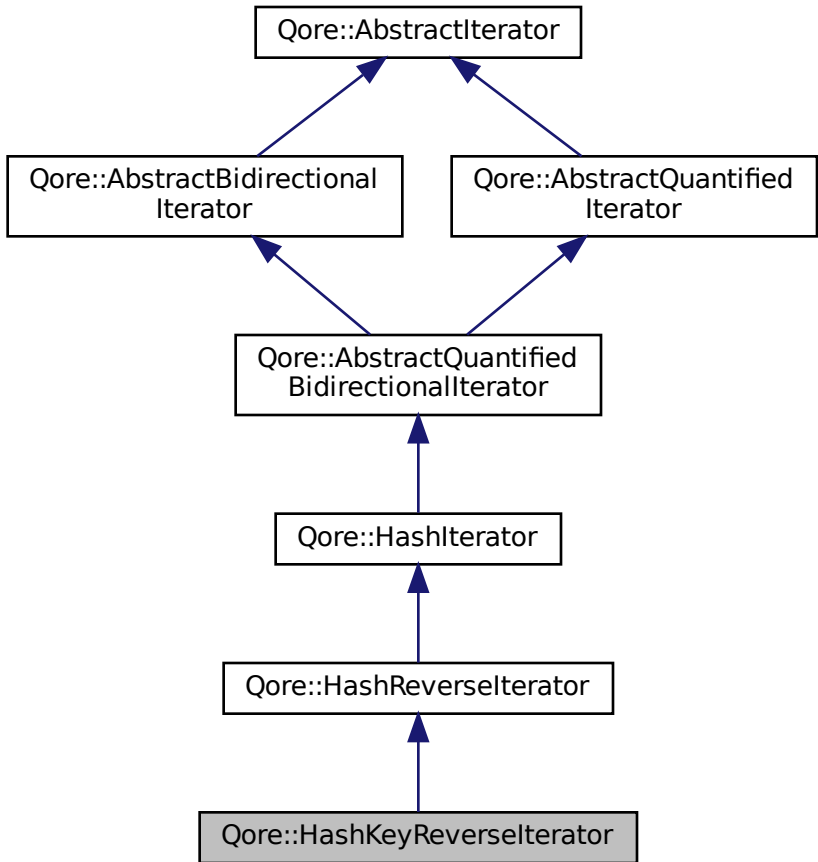 Qore::AbstractIterator
Qore::AbstractBidirectional
Iterator
Qore::AbstractQuantified
Iterator
Qore::AbstractQuantified
BidirectionalIterator
Qore::HashIterator
Qore::HashReverseIterator
Qore::HashKeyReverseIterator